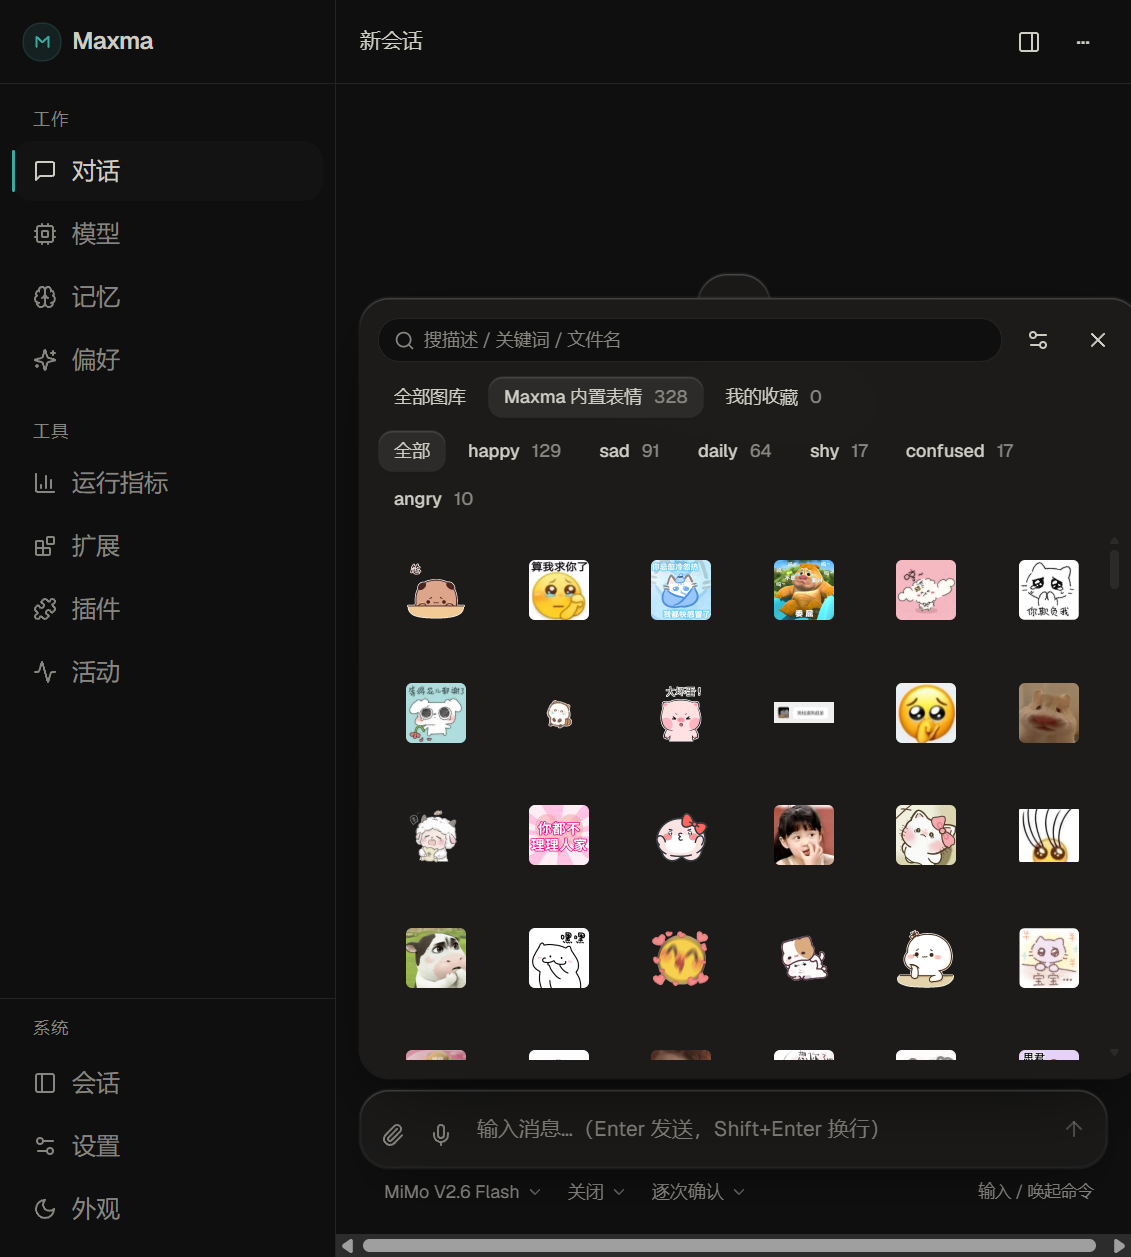 Maxma
新会话
工作
对话
模型
记忆
偏好
工具
运行指标
扩展
插件
活动
系统
会话
设置
外观
搜描述 / 关键词 / 文件名
全部图库
Maxma 内置表情 328
我的收藏 0
全部
happy 129
sad 91
daily 64
shy 17
confused 17
angry 10
算我求你了
你欺负我
大坏蛋!
你都不
理理人家
嘿嘿
宝宝...
输入消息...（Enter 发送，Shift+Enter 换行）
MiMo V2.6 Flash
关闭
逐次确认
输入 / 唤起命令